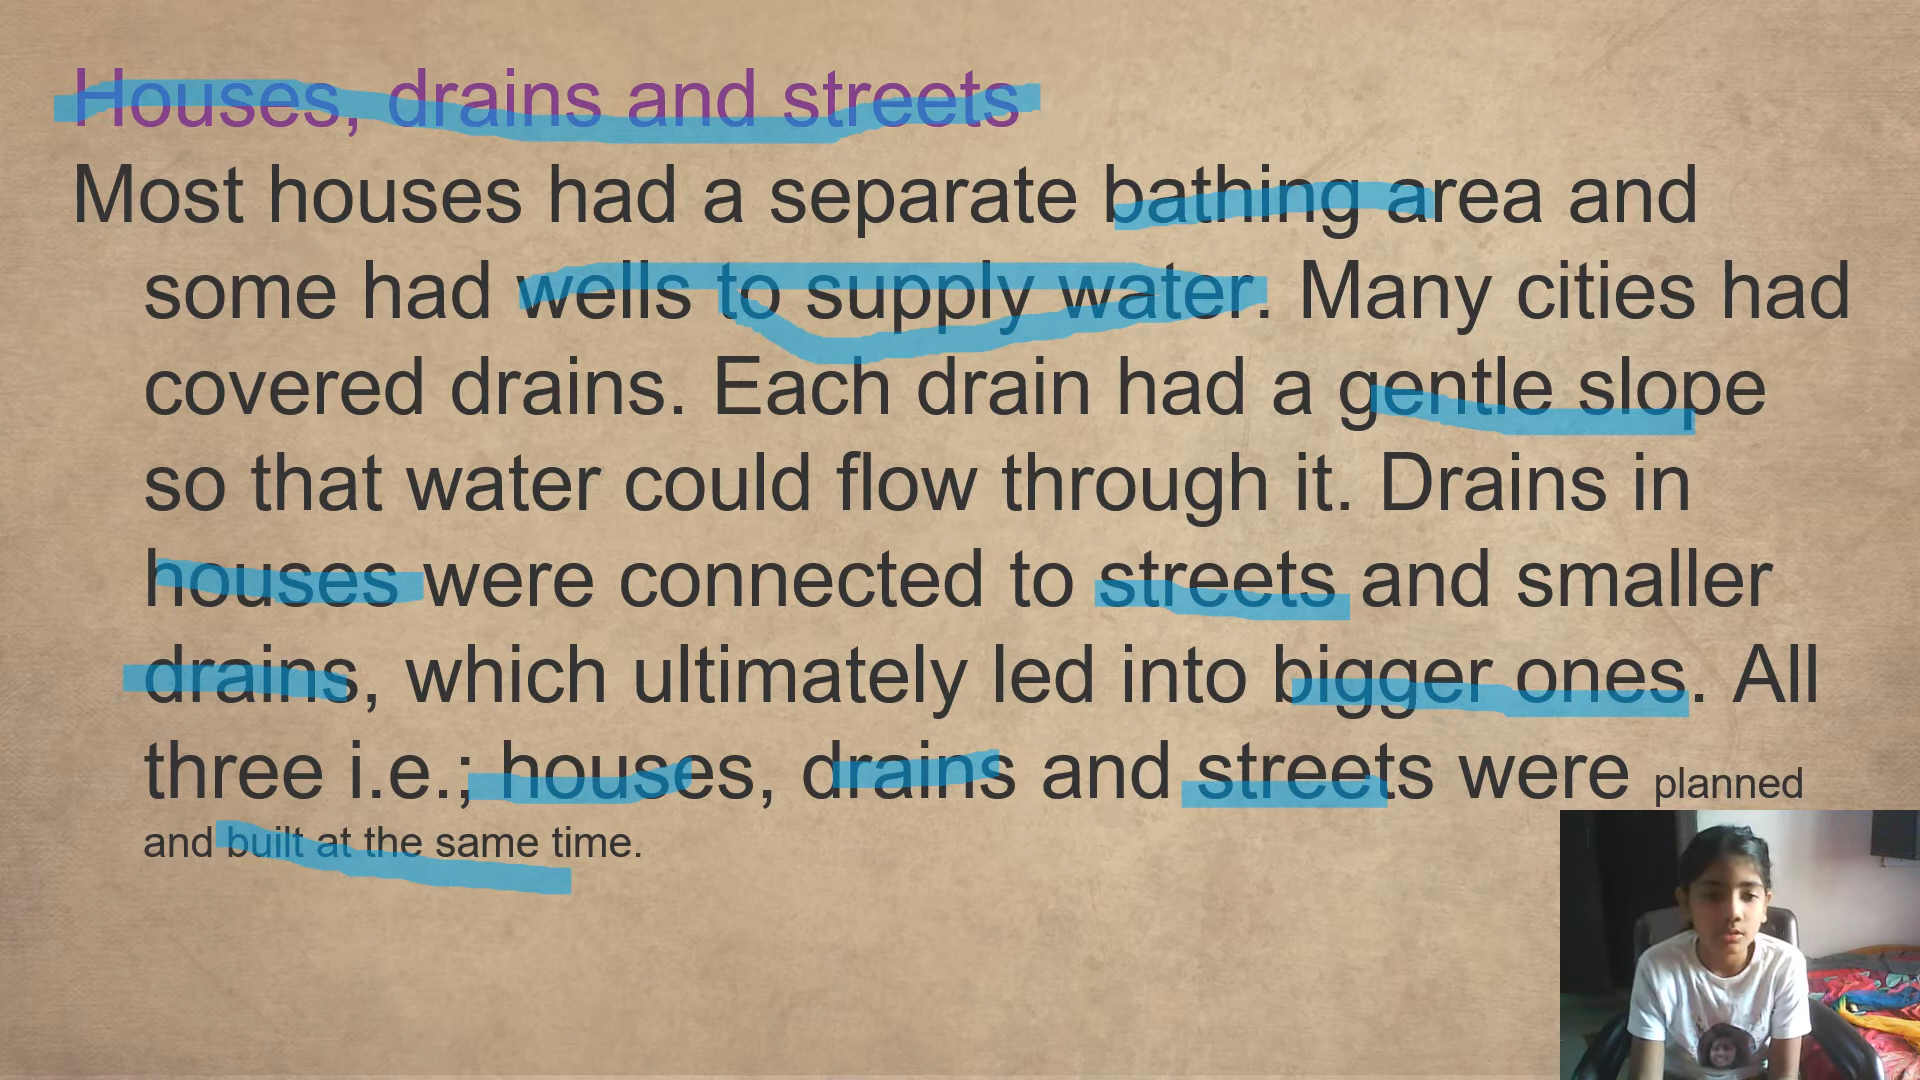 Houses, drains and streets
Most houses had a separate bathing area and
some had wells to supply water. Many cities had
covered drains. Each drain had a gentle slope
so that water could flow through it. Drains in
houses were connected to streets and smaller
drains, which ultimately led into bigger ones. All
three i.e.; houses, drains and streets were planned
and built at the same time.